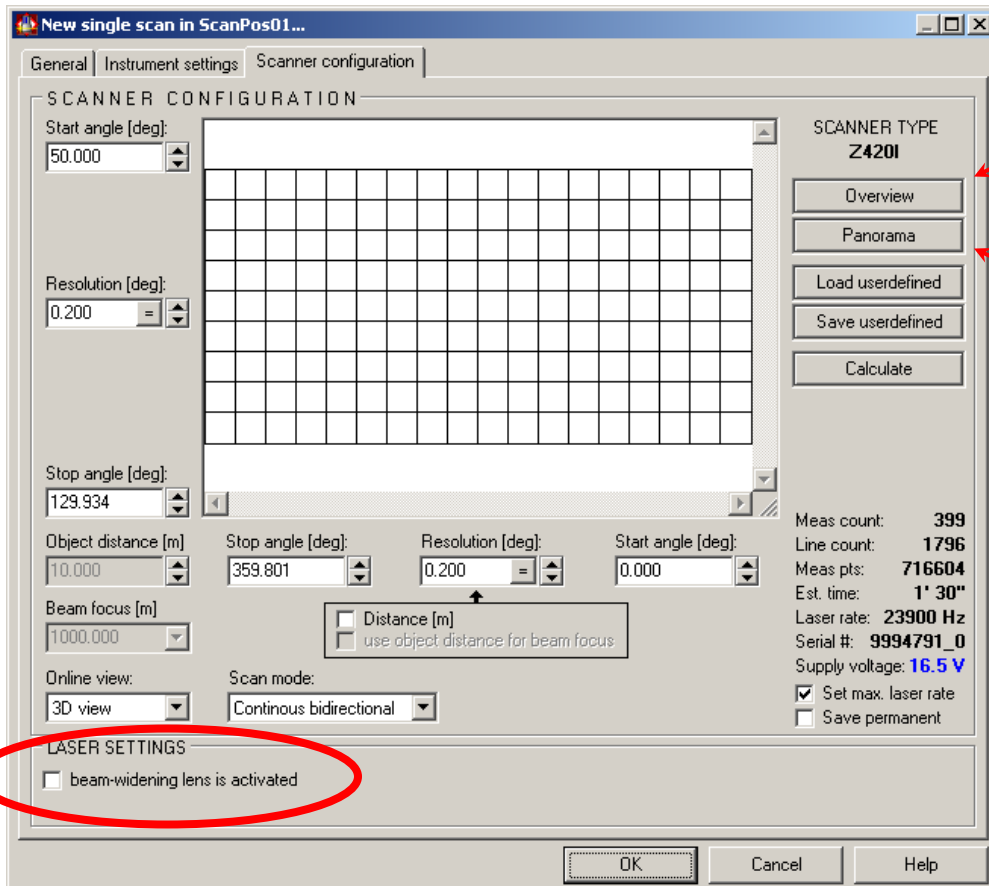 New single scan in ScanPos01...
General Instrument settings Scanner configuration
SCANNER CONFIGURATION
Start angle [deg]:
50.000
Resolution [deg]:
0.200 =
Stop angle [deg]:
129.934
SCANNER TYPE
Z420I
Overview
Panorama
Load userdefined
Save userdefined
Calculate
Object distance [m]
10.000
Stop angle [deg]:
359.801
Resolution [deg]:
0.200 =
Start angle [deg]:
0.000
Beam focus [m]
1000.000
Distance [m]
use object distance for beam focus
Online view:
3D view
Scan mode:
Continous bidirectional
Meas count: 399
Line count: 1796
Meas pts: 716604
Est. time: 1' 30"
Laser rate: 23900 Hz
Serial #: 9994791_0
Supply voltage: 16.5 V
Set max. laser rate
Save permanent
LASER SETTINGS
beam-widening lens is activated
OK Cancel Help